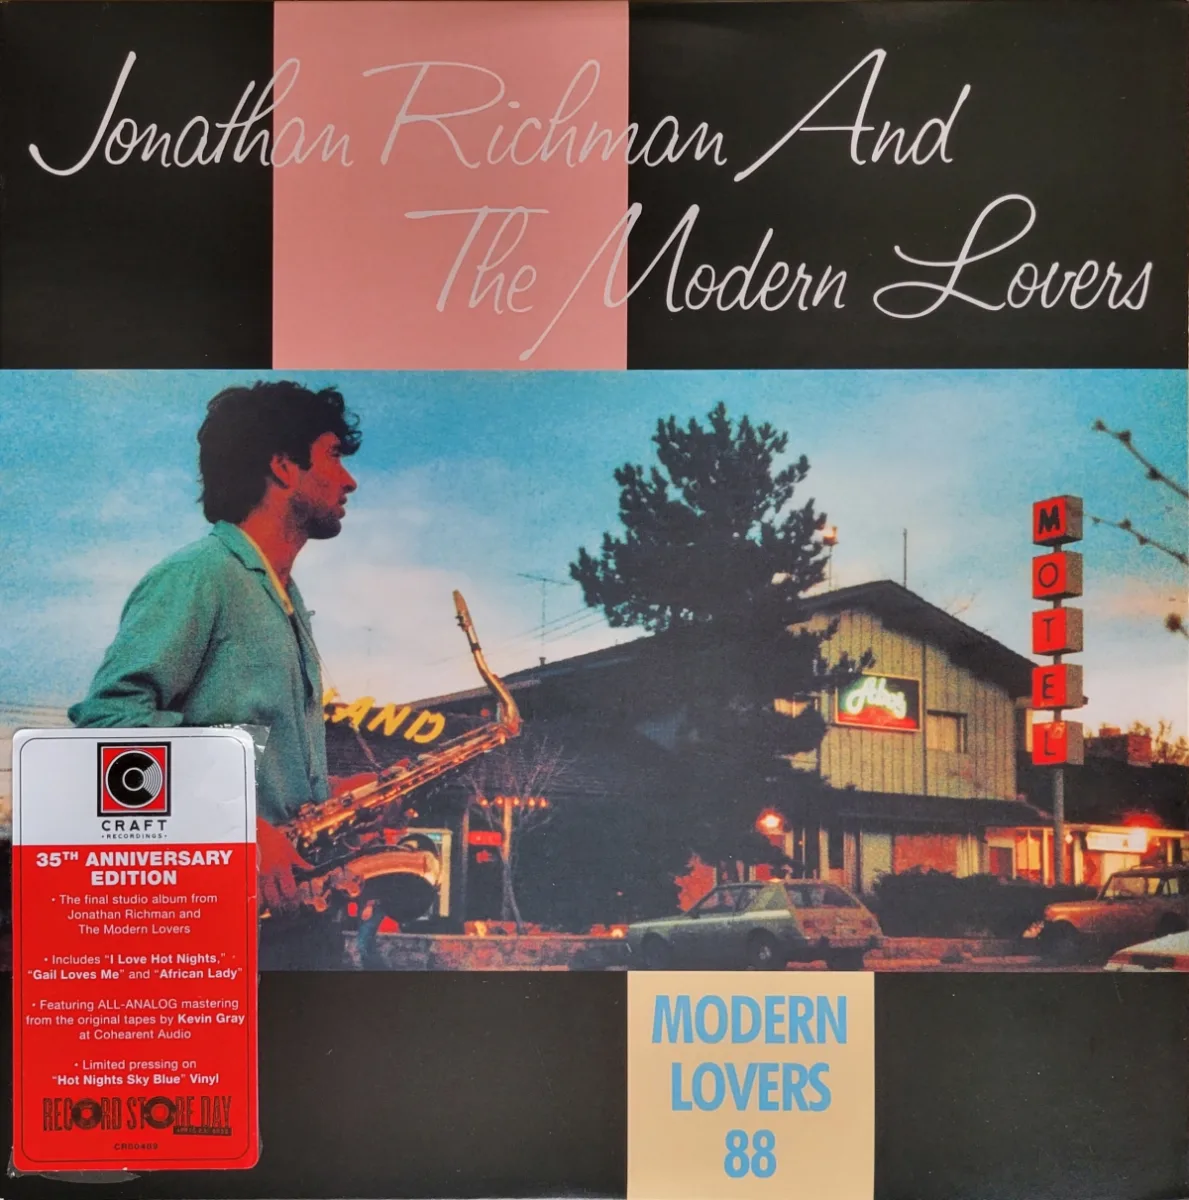 Jonathan Richman And
The Modern Lovers
LAND
MOTEL
CRAFT
• RECORDINGS •
35TH ANNIVERSARY
EDITION
• The final studio album from
Jonathan Richman and
The Modern Lovers
• Includes "I Love Hot Nights,"
"Gail Loves Me" and "African Lady"
• Featuring ALL-ANALOG mastering
from the original tapes by Kevin Gray
at Cohearent Audio
• Limited pressing on
"Hot Nights Sky Blue" Vinyl
RECORD STORE DAY
CR00489
MODERN
LOVERS
88